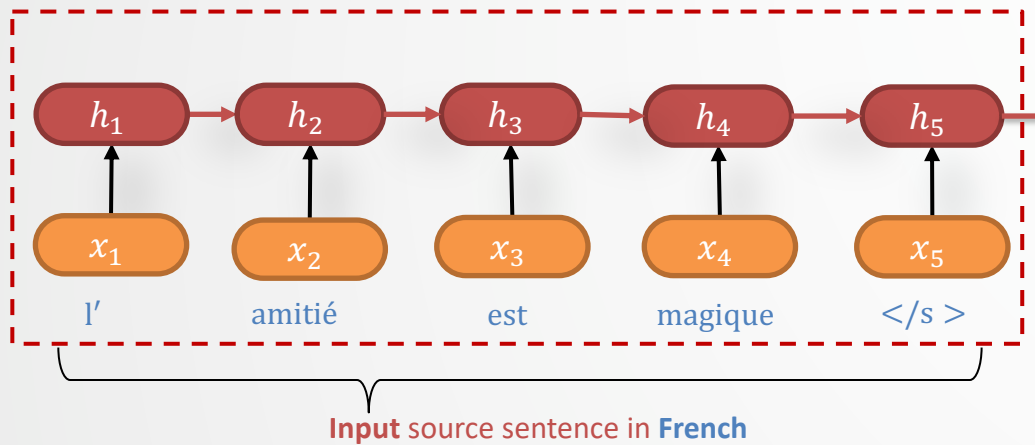 h₁ h₂ h₃ h₄ h₅
x₁ x₂ x₃ x₄ x₅
l′ amitié est magique </s >
Input source sentence in French